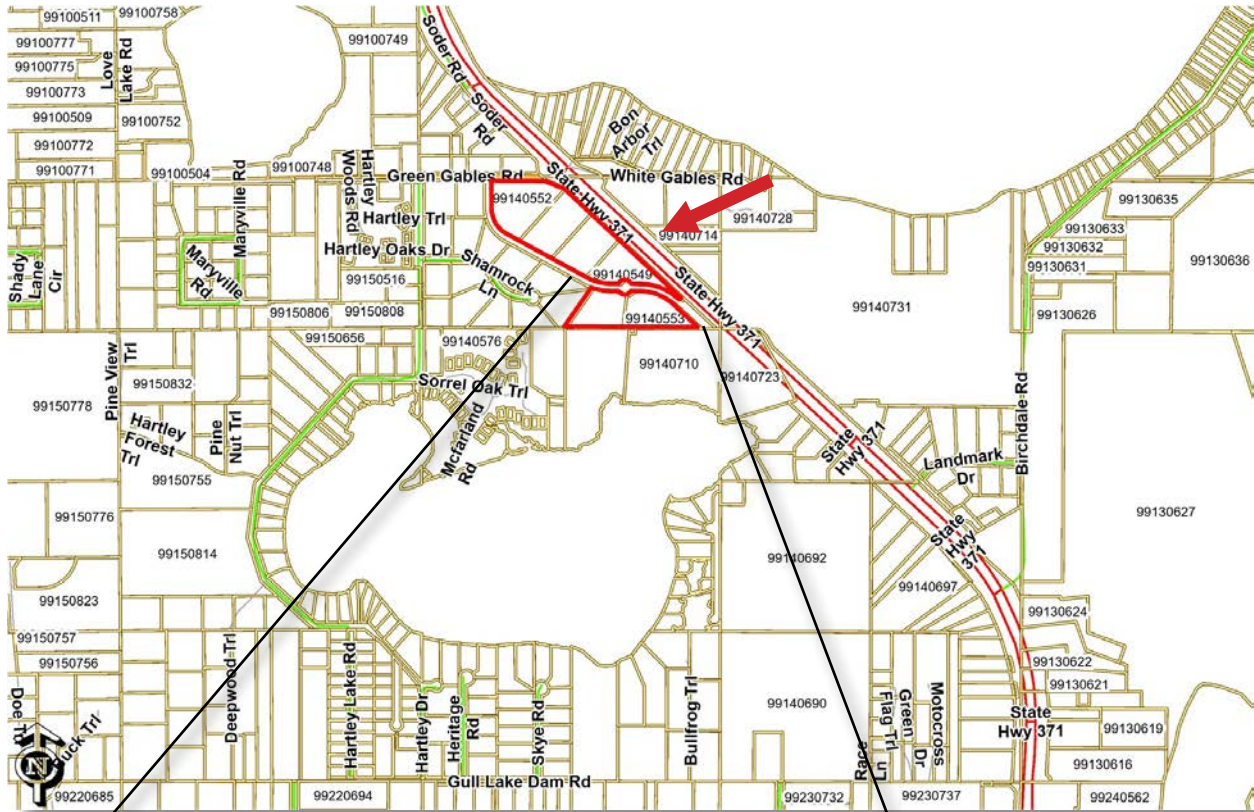 99100511
99100758
99100777
99100775
99100773
99100509
99100772
99100771
Love
Lake Rd
99100752
99100504
Maryville Rd
99100748
99100749
Hartley
Woods Rd
Soder Rd
Soder
Rd
Green Gables Rd
Bon
Arbor
Trl
White Gables Rd
State Hwy 371
99140552
Hartley Trl
Hartley Oaks Dr
Shamrock
Ln
99140549
99140714
99140728
State Hwy 371
99140553
99130635
99130633
99130632
99130631
99130636
99130626
99140731
Shady
Lane
Cir
Maryville
Rd
99150516
99150806
99150808
99150656
99140576
99140710
99140723
Pine View
Trl
99150832
99150778
Hartley
Forest
Trl
Pine
Nut Trl
Sorrel Oak Trl
Mcfarland
Rd
99150755
99150776
99150814
State
Hwy 371
Landmark
Dr
Birchdale Rd
99130627
State
Hwy
371
99140692
99140697
99150823
99150757
99150756
99130624
99130622
99130621
99130619
99130616
Doe Trl
Buck Trl
N
Deepwood Trl
Hartley Lake Rd
Hartley Dr
Heritage
Rd
Skye Rd
Bullfrog Trl
99140690
Race
Ln
Flag Trl
Green
Dr
Motocross
State
Hwy 371
Gull Lake Dam Rd
99220685
99220694
99230732
99230737
99240562